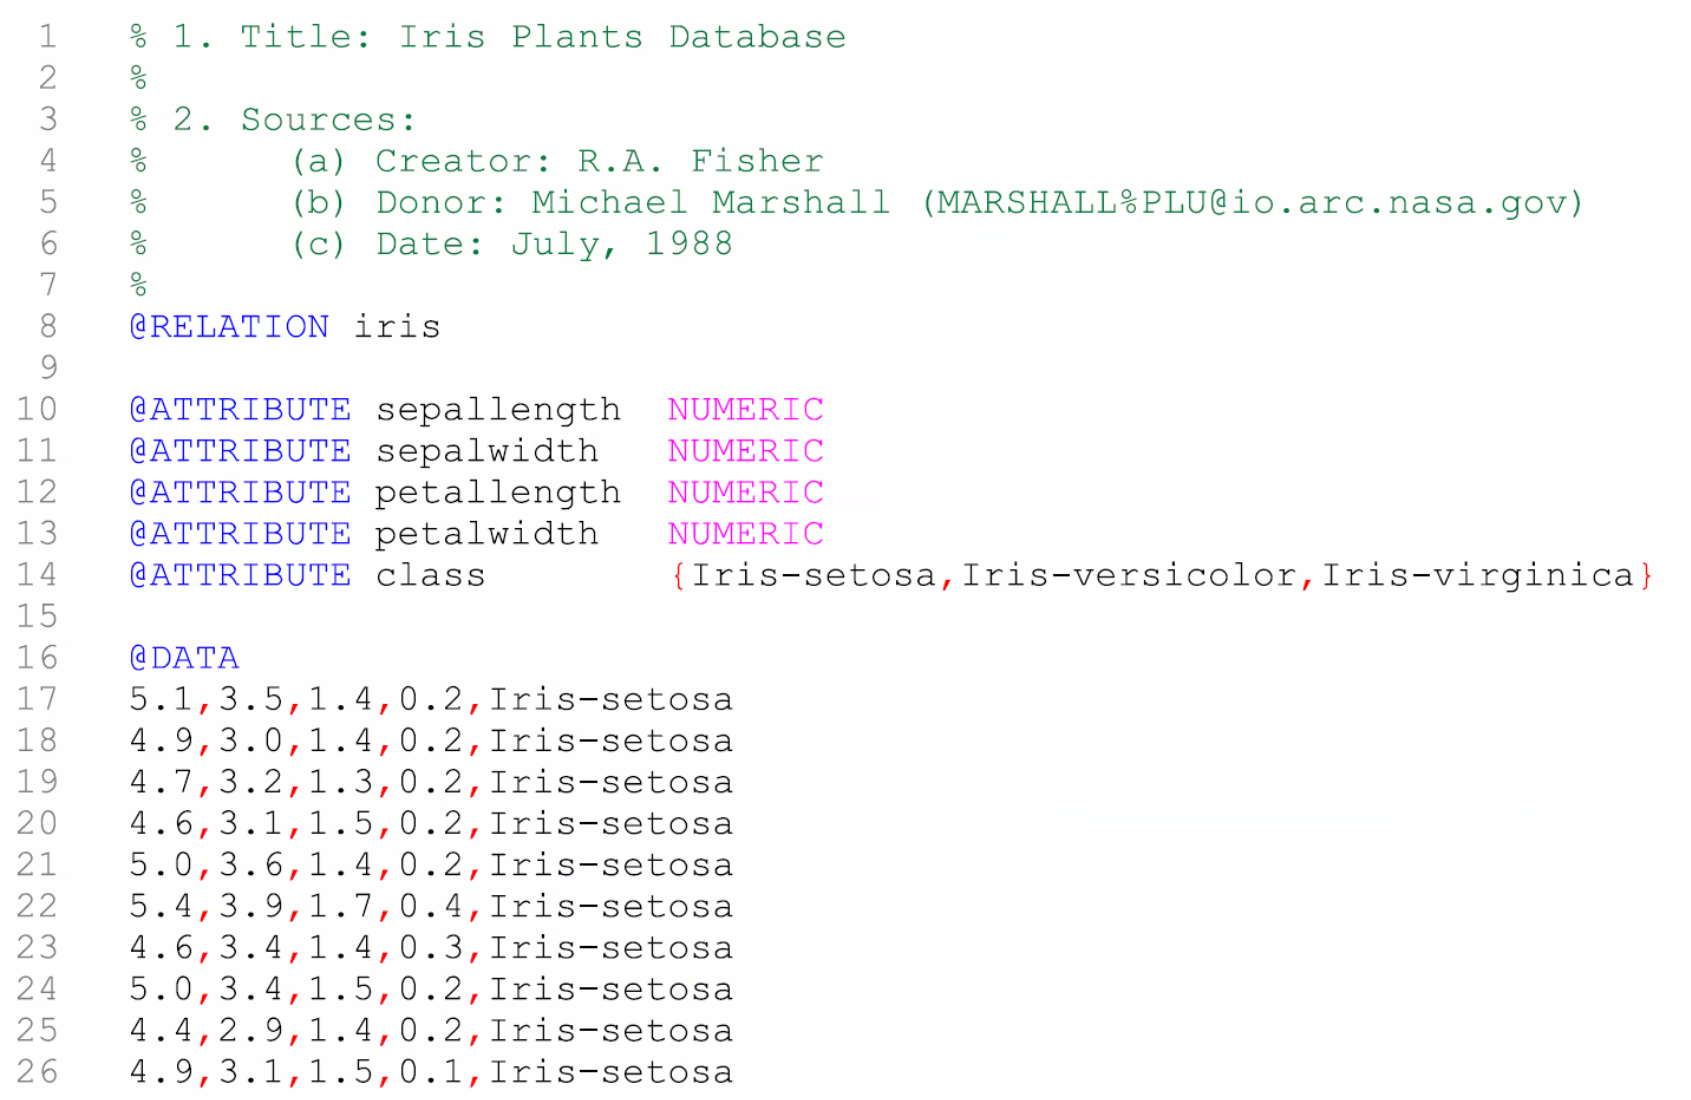 1 % 1. Title: Iris Plants Database
2 %
3 % 2. Sources:
4 %      (a) Creator: R.A. Fisher
5 %      (b) Donor: Michael Marshall (MARSHALL%PLU@io.arc.nasa.gov)
6 %      (c) Date: July, 1988
7 %
8 @RELATION iris
9
10 @ATTRIBUTE sepallength  NUMERIC
11 @ATTRIBUTE sepalwidth   NUMERIC
12 @ATTRIBUTE petallength  NUMERIC
13 @ATTRIBUTE petalwidth   NUMERIC
14 @ATTRIBUTE class        {Iris-setosa,Iris-versicolor,Iris-virginica}
15
16 @DATA
17 5.1,3.5,1.4,0.2,Iris-setosa
18 4.9,3.0,1.4,0.2,Iris-setosa
19 4.7,3.2,1.3,0.2,Iris-setosa
20 4.6,3.1,1.5,0.2,Iris-setosa
21 5.0,3.6,1.4,0.2,Iris-setosa
22 5.4,3.9,1.7,0.4,Iris-setosa
23 4.6,3.4,1.4,0.3,Iris-setosa
24 5.0,3.4,1.5,0.2,Iris-setosa
25 4.4,2.9,1.4,0.2,Iris-setosa
26 4.9,3.1,1.5,0.1,Iris-setosa